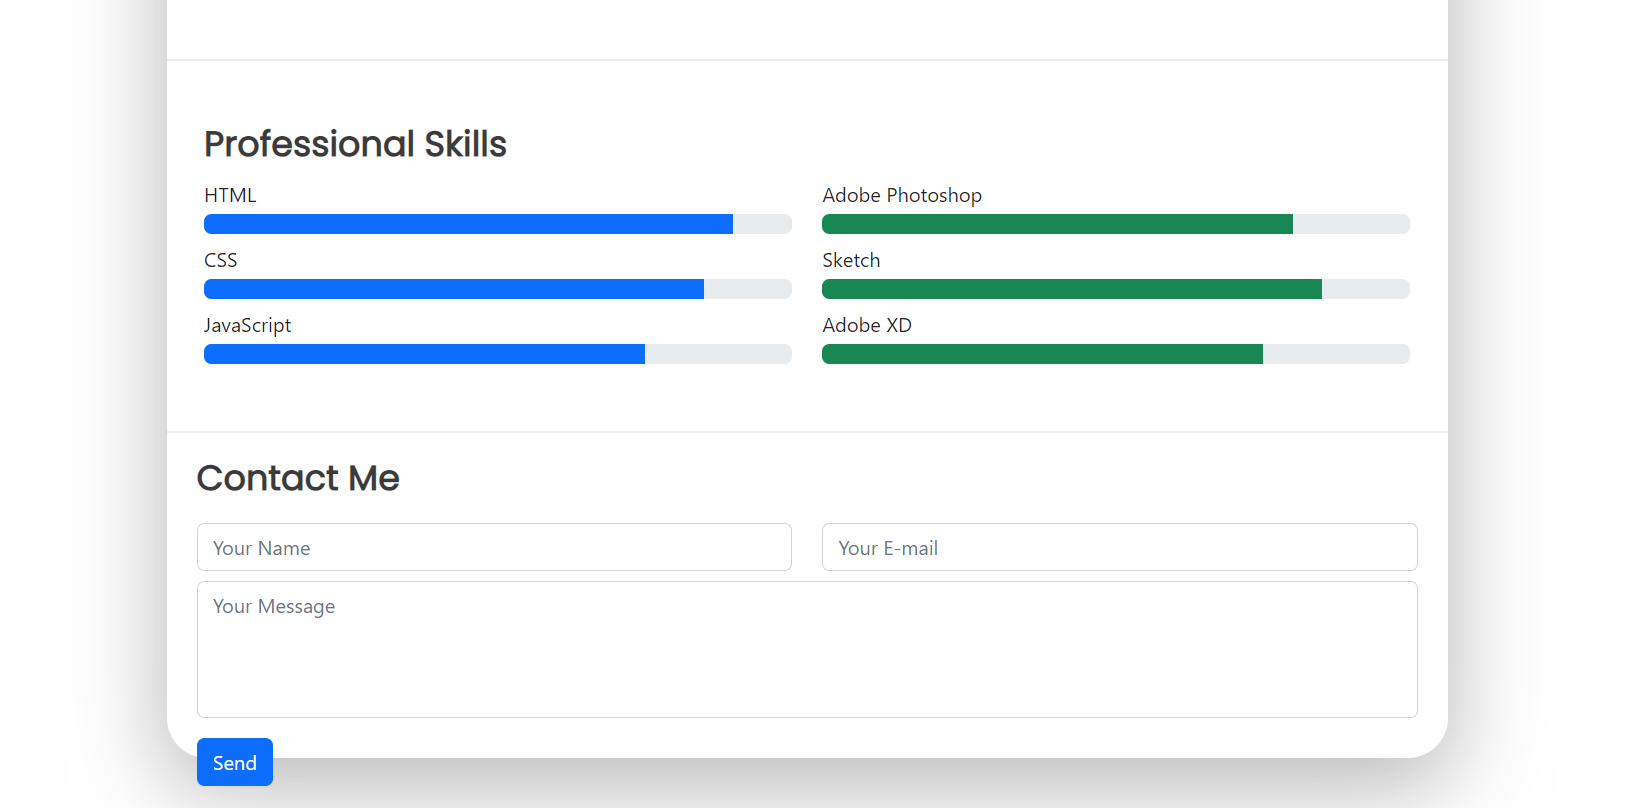 Professional Skills
HTML
Adobe Photoshop
CSS
Sketch
JavaScript
Adobe XD
Contact Me
Your Name
Your E-mail
Your Message
Send